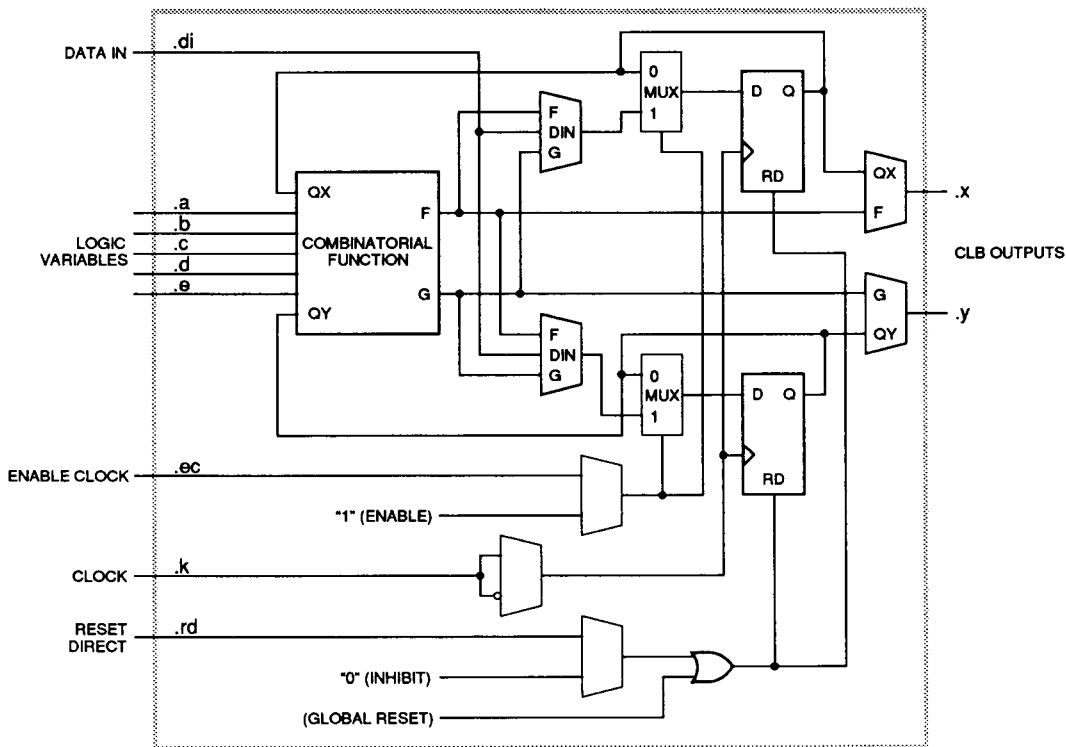 DATA IN
.di
0
MUX
1
D Q
RD
F
DIN
G
QX
F
.x
QX
F
COMBINATORIAL
FUNCTION
G
QY
.a
.b
LOGIC
VARIABLES
.c
.d
.e
CLB OUTPUTS
G
QY
.y
F
DIN
G
0
MUX
1
D Q
RD
ENABLE CLOCK
.ec
"1" (ENABLE)
CLOCK
.k
RESET
DIRECT
.rd
"0" (INHIBIT)
(GLOBAL RESET)